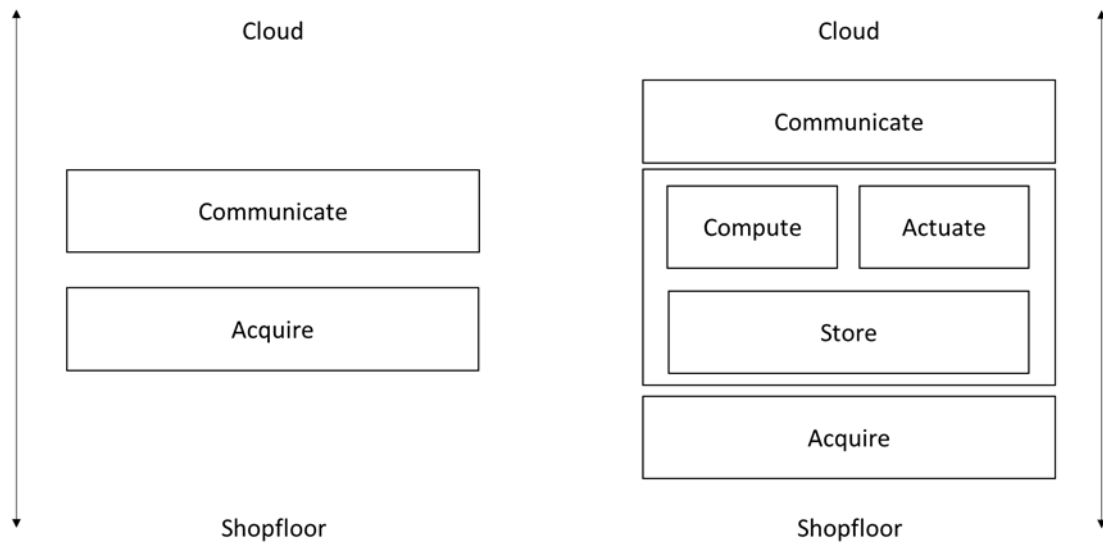 Cloud
Communicate
Acquire
Shopfloor
Cloud
Communicate
Compute
Actuate
Store
Acquire
Shopfloor